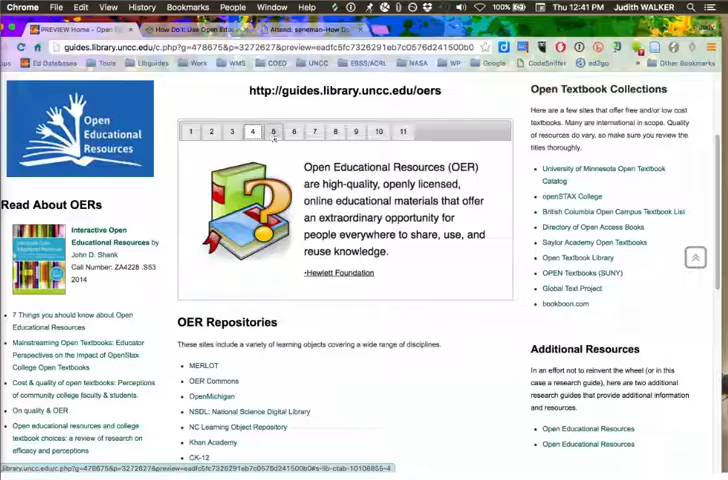 Chrome File Edit View History Bookmarks People Window Help 100% Thu 12:41 PM Judith WALKER
PREVIEW Home - Open Ed
How Do I: Use Open Educ
Attend: seneman-How Do
guides.library.uncc.edu/c.php?g=478675&p=3272627&preview=eadfc5fc7326291eb7c0576d241500b0
Ed Databases Tools Libguides Work WMS COED UNCC EBSS/ACRL NASA WP Google CodeSniffer ed2go Other Bookmarks
Open
Educational
Resources
Read About OERs
Interactive Open
Educational Resources by
John D. Shank
Call Number: ZA4228 .S53
2014
7 Things you should know about Open
Educational Resources
Mainstreaming Open Textbooks: Educator
Perspectives on the Impact of OpenStax
College Open Textbooks
Cost & quality of open textbooks: Perceptions
of community college faculty & students
On quality & OER
Open educational resources and college
textbook choices: a review of research on
efficacy and perceptions
http://guides.library.uncc.edu/oers
1 2 3 4 5 6 7 8 9 10 11
Open Educational Resources (OER)
are high-quality, openly licensed,
online educational materials that offer
an extraordinary opportunity for
people everywhere to share, use, and
reuse knowledge.
-Hewlett Foundation
OER Repositories
These sites include a variety of learning objects covering a wide range of disciplines.
MERLOT
OER Commons
OpenMichigan
NSDL: National Science Digital Library
NC Learning Object Repository
Khan Academy
CK-12
Open Textbook Collections
Here are a few sites that offer free and/or low cost
textbooks. Many are international in scope. Quality
of resources do vary, so make sure you review the
titles thoroughly.
University of Minnesota Open Textbook
Catalog
openSTAX College
British Columbia Open Campus Textbook List
Directory of Open Access Books
Saylor Academy Open Textbooks
Open Textbook Library
OPEN Textbooks (SUNY)
Global Text Project
bookboon.com
Additional Resources
In an effort not to reinvent the wheel (or in this
case a research guide), here are two additional
research guides that provide additional information
and resources.
Open Educational Resources
Open Educational Resources